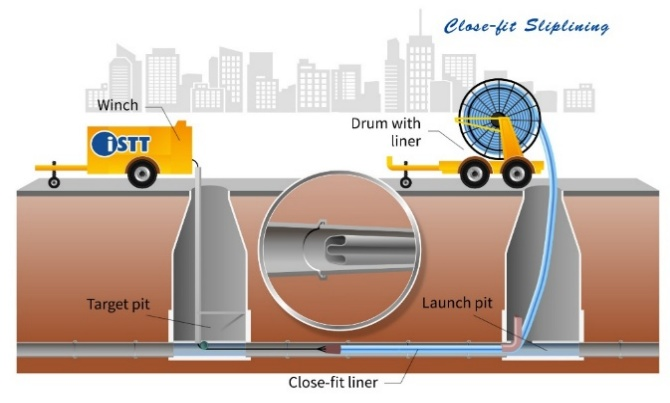 Close-fit Sliplining
Winch
Drum with
liner
iSTT
Target pit
Launch pit
Close-fit liner